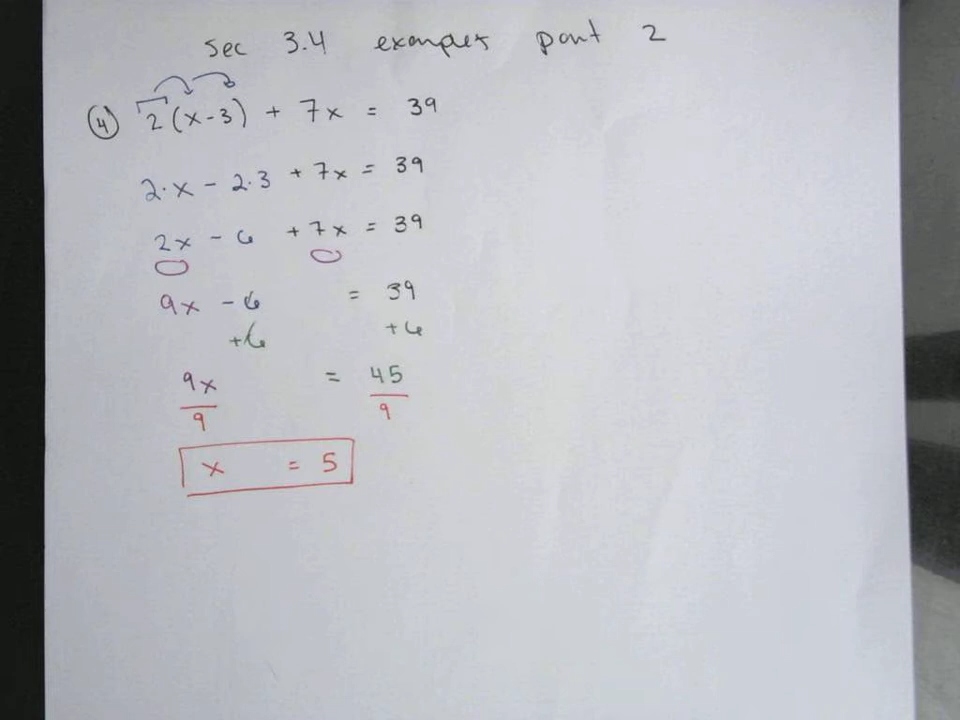 Sec 3.4 examples part 2
④ 2(x-3) + 7x = 39
2·x - 2·3 + 7x = 39
2x - 6 + 7x = 39
9x - 6 = 39
+6 +6
9x = 45
9 9
x = 5